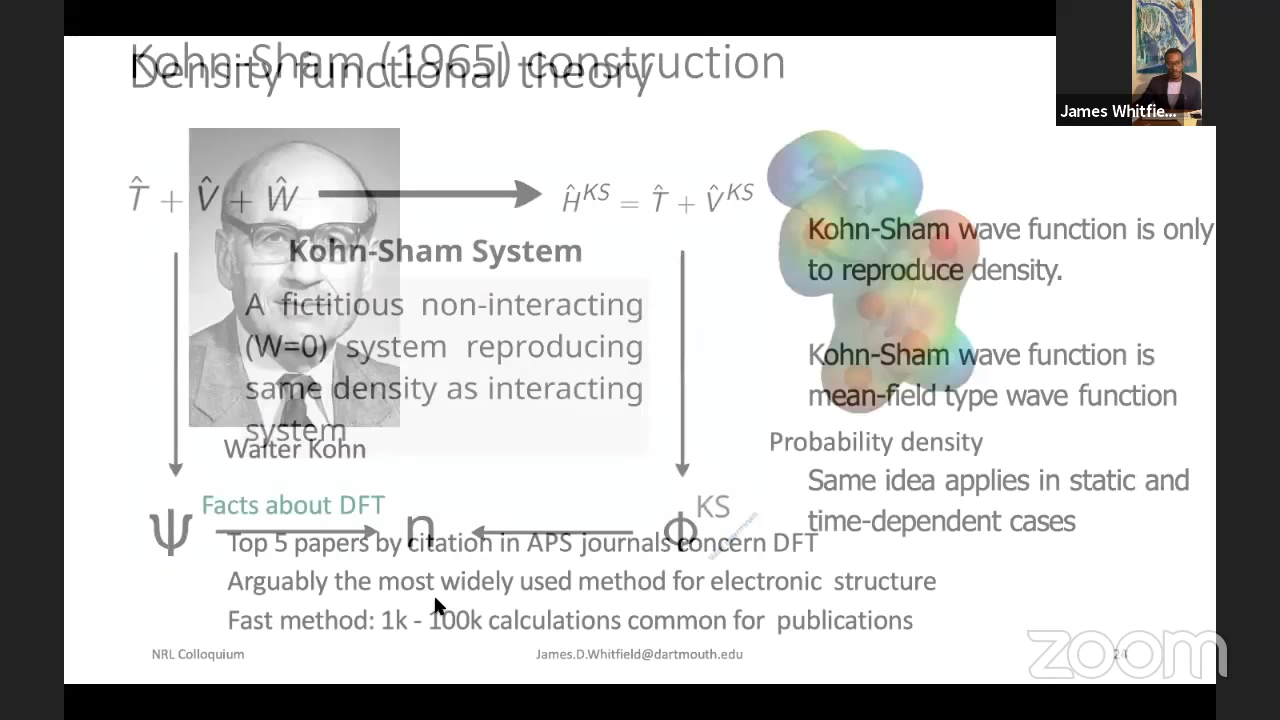 Kohn-Sham (1965) construction
Density functional theory
James Whitfie...
T̂ + V̂ + Ŵ
Ĥ^KS = T̂ + V̂^KS
Kohn-Sham System
A fictitious non-interacting
(W=0) system reproducing
same density as interacting
system
Walter Kohn
Kohn-Sham wave function is only
to reproduce density.
Kohn-Sham wave function is
mean-field type wave function
Probability density
Same idea applies in static and
time-dependent cases
Facts about DFT
ψ
n
Φ^KS
Top 5 papers by citation in APS journals concern DFT
Arguably the most widely used method for electronic structure
Fast method: 1k - 100k calculations common for publications
NRL Colloquium
James.D.Whitfield@dartmouth.edu
zoom